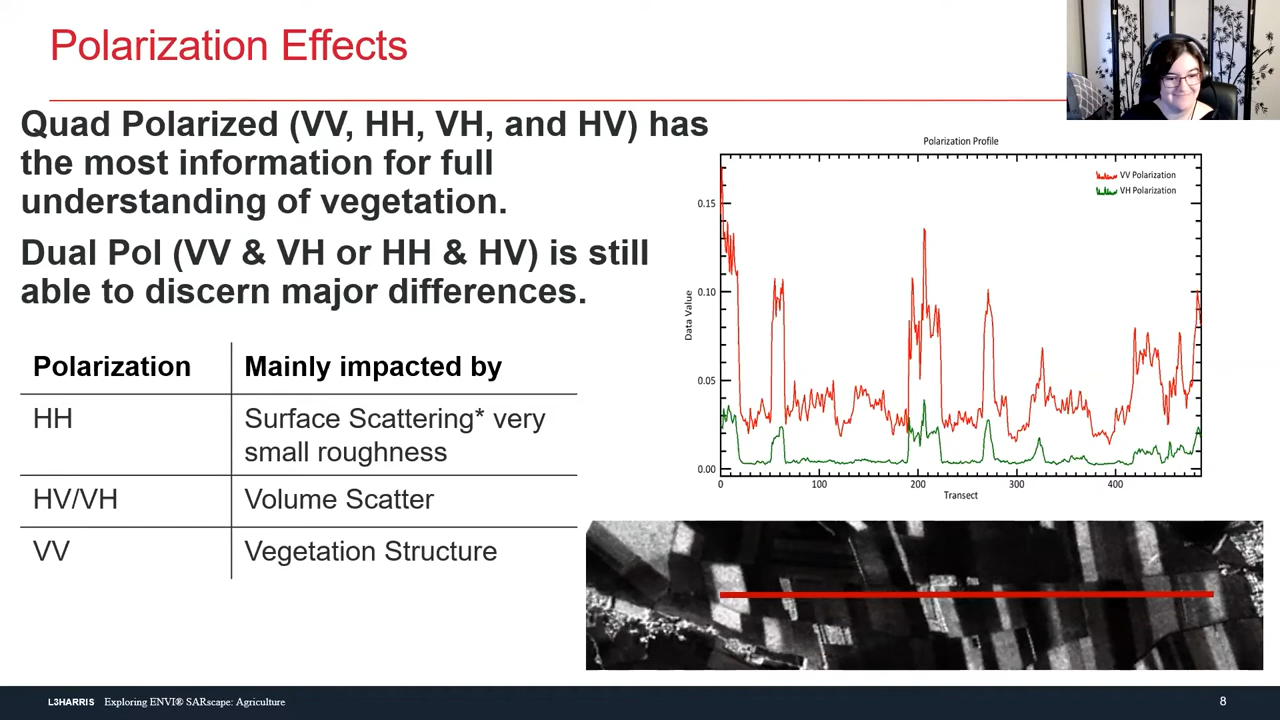 Polarization Effects
Quad Polarized (VV, HH, VH, and HV) has
the most information for full
understanding of vegetation.
Dual Pol (VV & VH or HH & HV) is still
able to discern major differences.
Polarization Mainly impacted by
HH Surface Scattering* very
small roughness
HV/VH Volume Scatter
VV Vegetation Structure
Polarization Profile
VV Polarization
VH Polarization
Data Value
0.15
0.10
0.05
0.00
0 100 200 300 400
Transect
L3HARRIS Exploring ENVI® SARscape: Agriculture 8